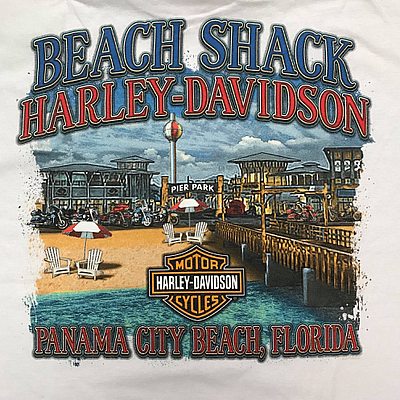 BEACH SHACK
HARLEY-DAVIDSON
PIER PARK
MOTOR
HARLEY-DAVIDSON
CYCLES
PANAMA CITY BEACH, FLORIDA